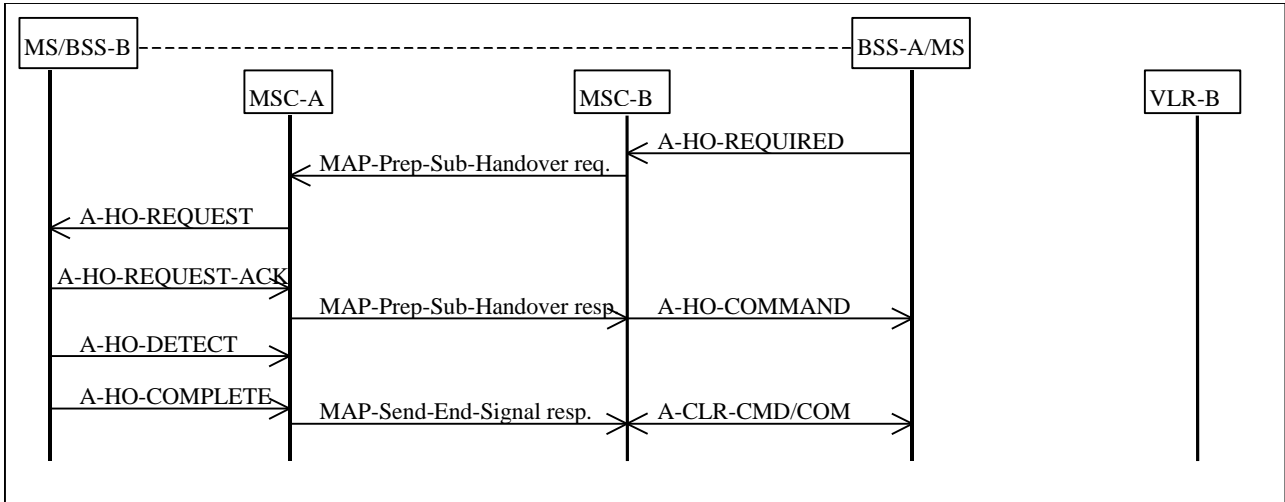 MS/BSS-B
BSS-A/MS
MSC-A
MSC-B
VLR-B
A-HO-REQUIRED
MAP-Prep-Sub-Handover req.
A-HO-REQUEST
A-HO-REQUEST-ACK
MAP-Prep-Sub-Handover resp.
A-HO-COMMAND
A-HO-DETECT
A-HO-COMPLETE
MAP-Send-End-Signal resp.
A-CLR-CMD/COM